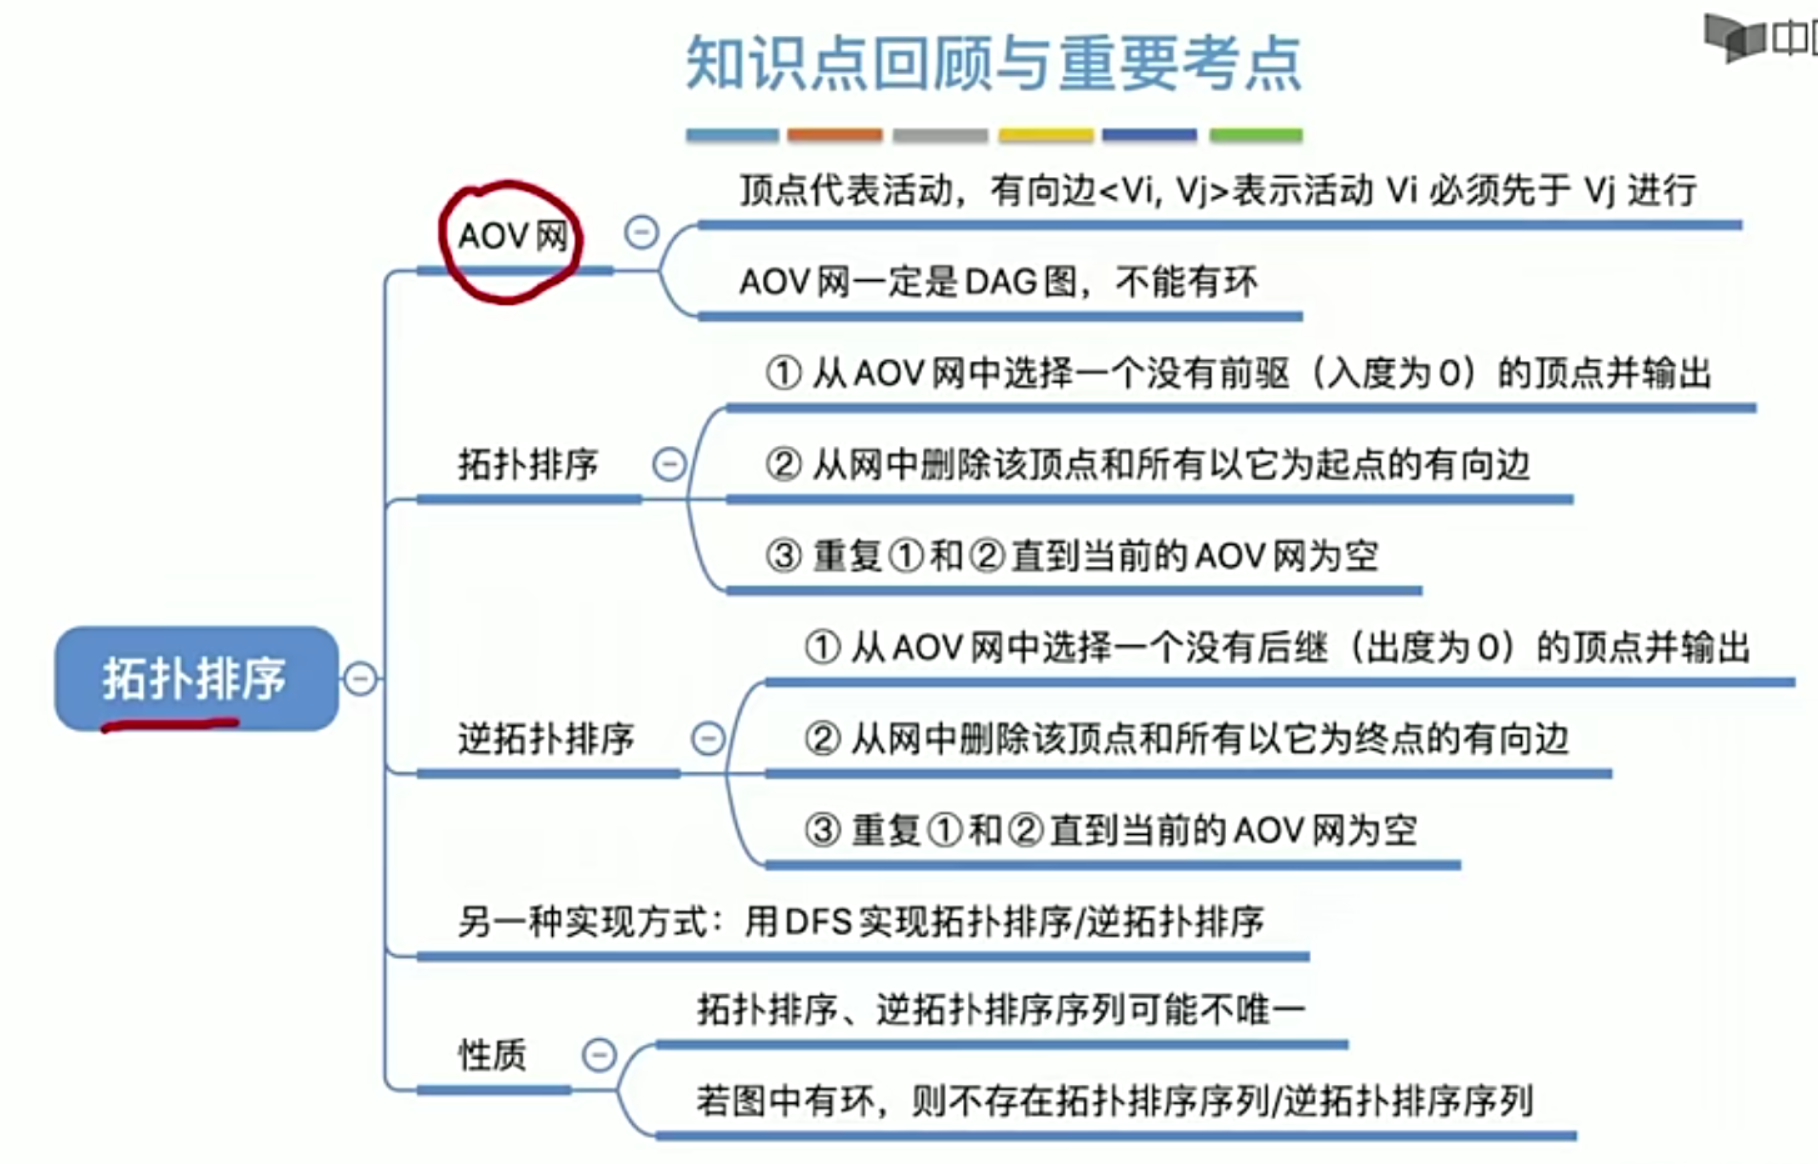 知识点回顾与重要考点
中
AOV网
顶点代表活动，有向边<Vi, Vj>表示活动 Vi 必须先于 Vj 进行
AOV网一定是DAG图，不能有环
拓扑排序
① 从AOV网中选择一个没有前驱（入度为0）的顶点并输出
② 从网中删除该顶点和所有以它为起点的有向边
③ 重复①和②直到当前的AOV网为空
拓扑排序
逆拓扑排序
① 从AOV网中选择一个没有后继（出度为0）的顶点并输出
② 从网中删除该顶点和所有以它为终点的有向边
③ 重复①和②直到当前的AOV网为空
另一种实现方式：用DFS实现拓扑排序/逆拓扑排序
性质
拓扑排序、逆拓扑排序序列可能不唯一
若图中有环，则不存在拓扑排序序列/逆拓扑排序序列